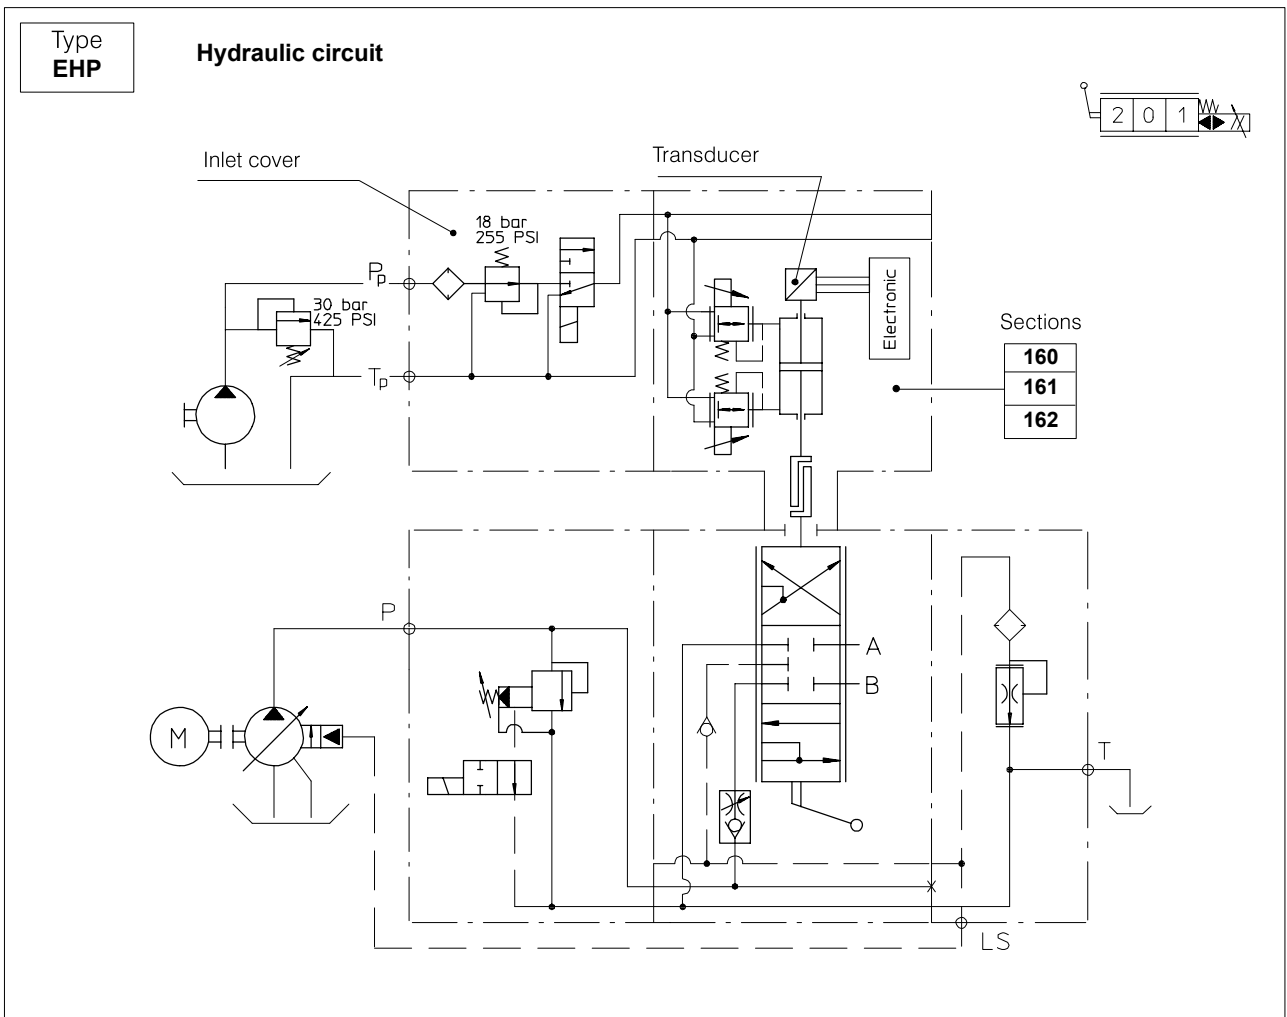 Type
EHP
Hydraulic circuit
2 0 1
Inlet cover
Transducer
18 bar
255 PSI
Pp
30 bar
425 PSI
Electronic
Sections
160
161
162
Tp
P
A
B
M
T
LS